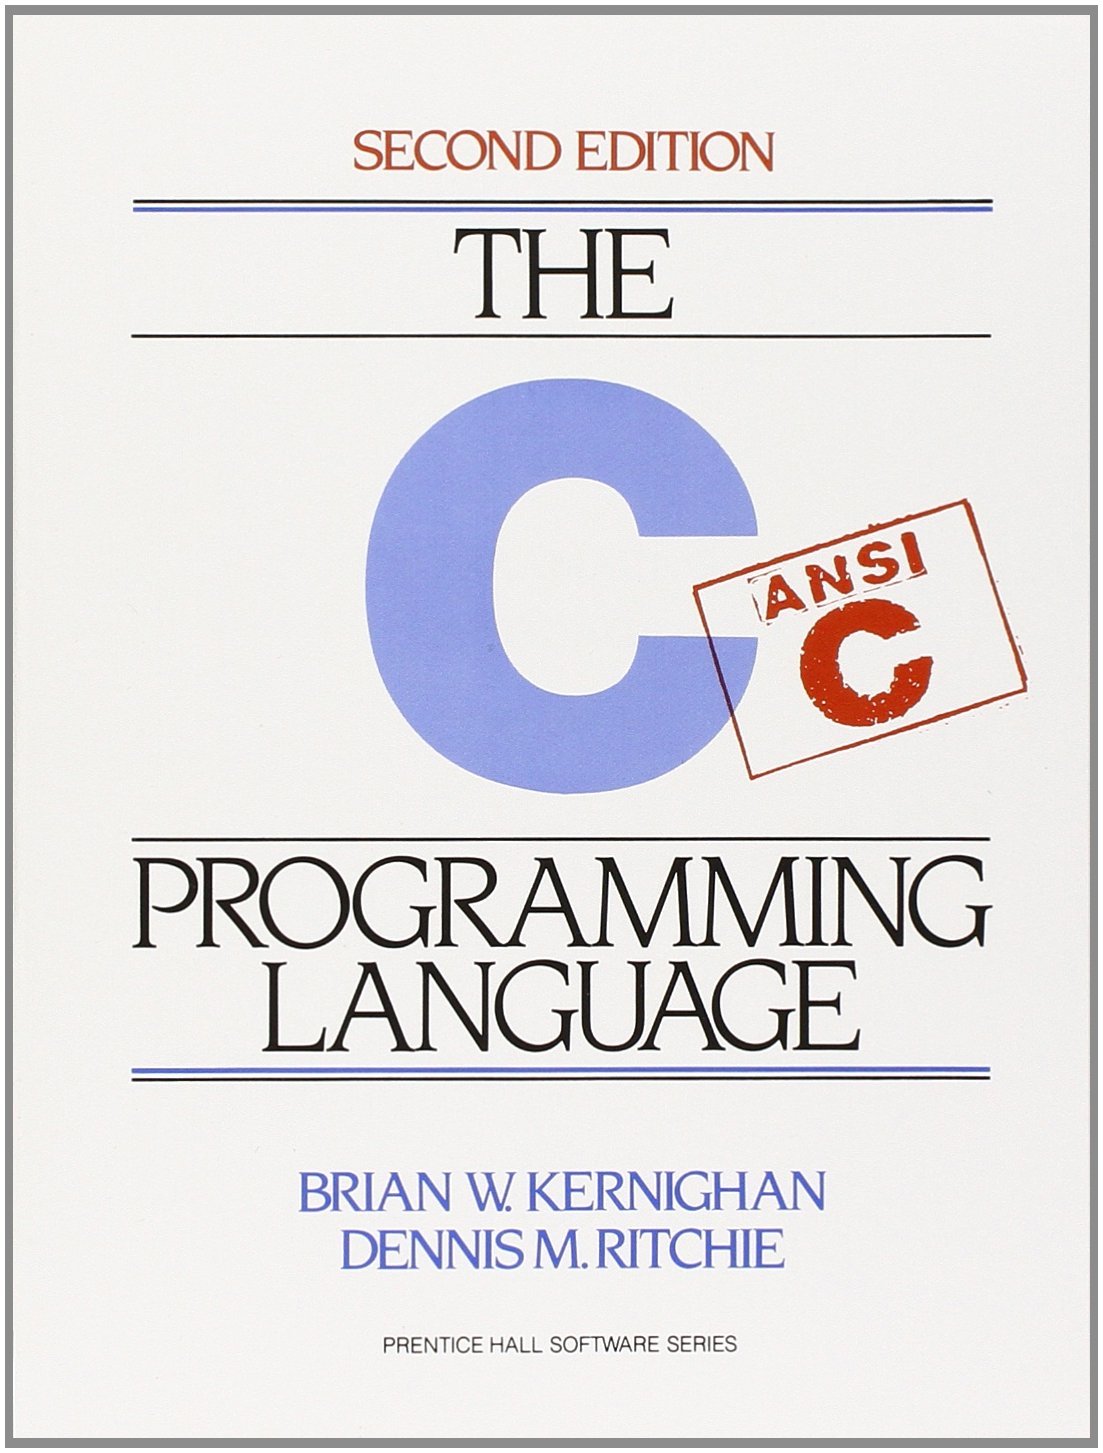 SECOND EDITION
THE
C
ANSI
C
PROGRAMMING
LANGUAGE
BRIAN W. KERNIGHAN
DENNIS M. RITCHIE
PRENTICE HALL SOFTWARE SERIES